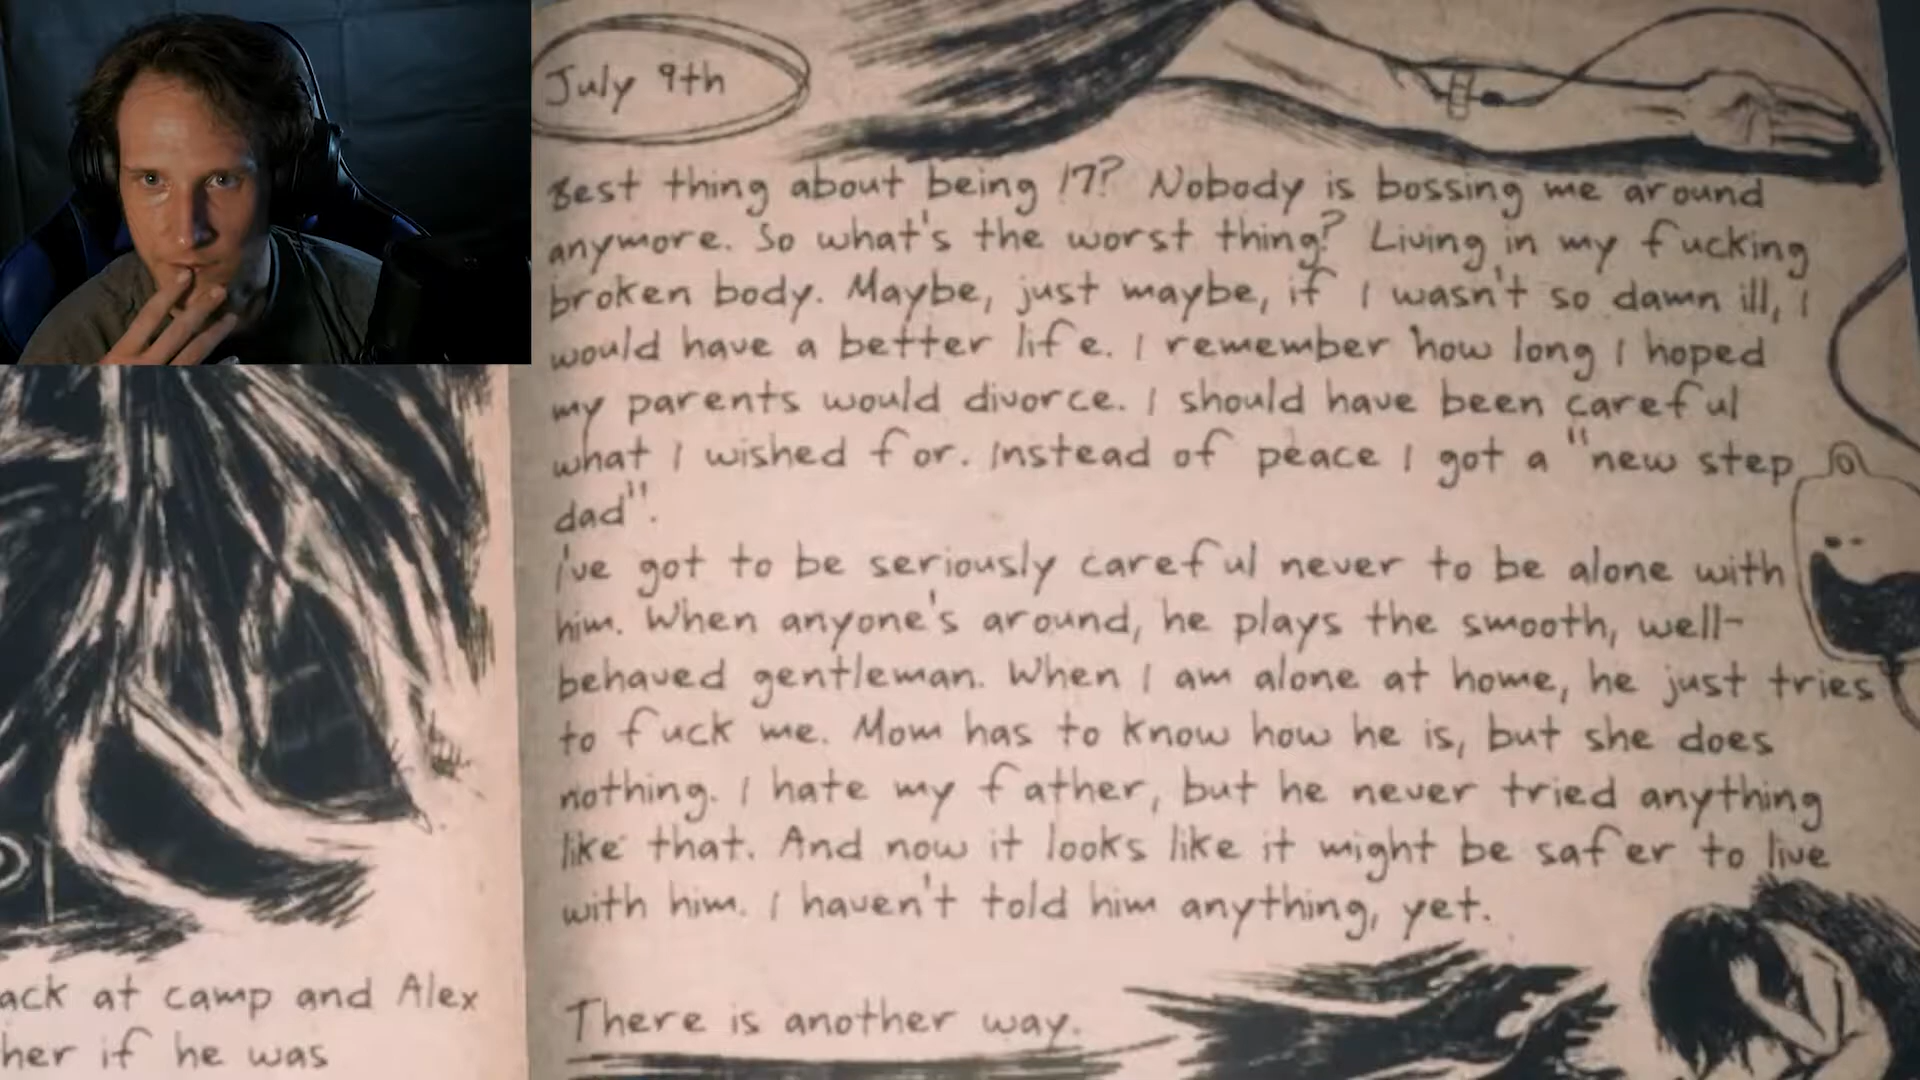 July 9th
Best thing about being 17? Nobody is bossing me around
anymore. So what's the worst thing? Living in my fucking
broken body. Maybe, just maybe, if I wasn't so damn ill, I
would have a better life. I remember how long I hoped
my parents would divorce. I should have been careful
what I wished for. Instead of peace I got a "new step
dad".
I've got to be seriously careful never to be alone with
him. When anyone's around, he plays the smooth, well-
behaved gentleman. When I am alone at home, he just tries
to fuck me. Mom has to know how he is, but she does
nothing. I hate my father, but he never tried anything
like that. And now it looks like it might be safer to live
with him. I haven't told him anything, yet.
There is another way.
ack at camp and Alex
her if he was